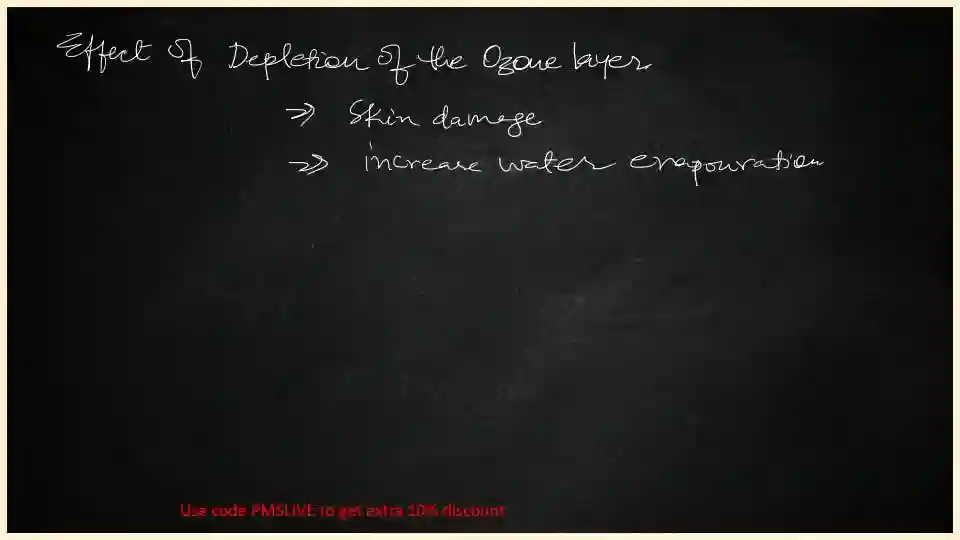 Effect of Depletion of the Ozone layer
⇒ Skin damage
⇒ increase water evapouration
Use code PMSLIVE to get extra 10% discount